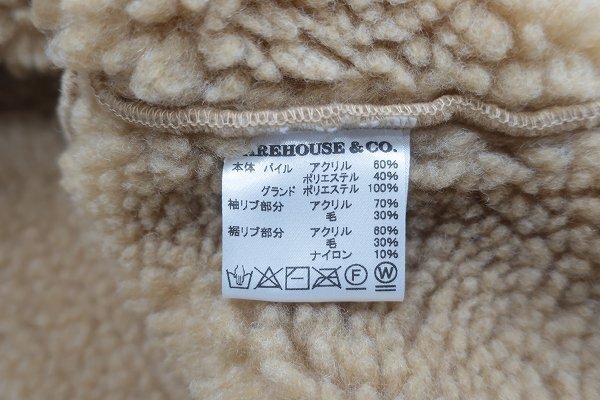 WAREHOUSE & CO.
本体 パイル アクリル 60%
ポリエステル 40%
グランド ポリエステル 100%
袖リブ部分 アクリル 70%
毛 30%
裾リブ部分 アクリル 60%
毛 30%
ナイロン 10%
F W